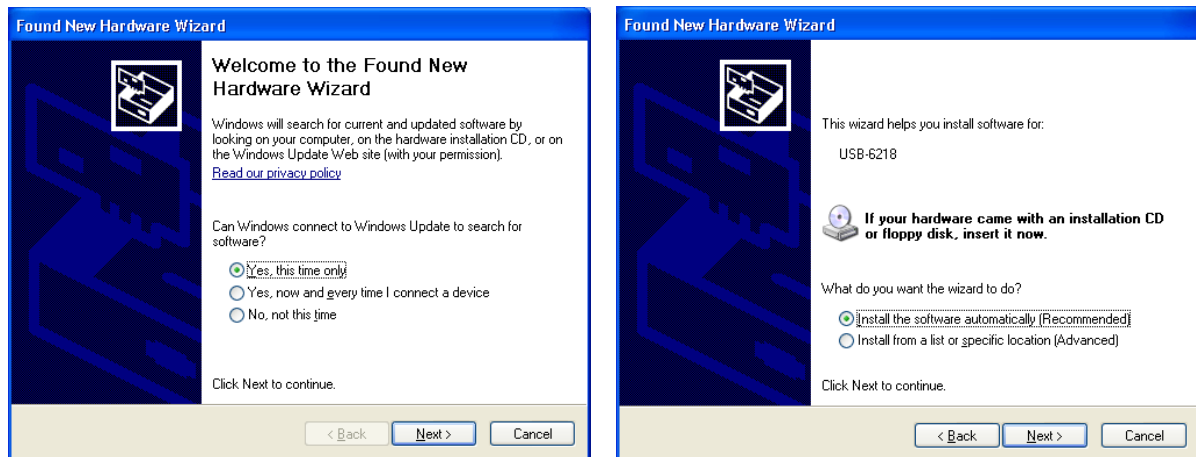 Found New Hardware Wizard
Welcome to the Found New
Hardware Wizard
Windows will search for current and updated software by
looking on your computer, on the hardware installation CD, or on
the Windows Update Web site (with your permission).
Read our privacy policy
Can Windows connect to Windows Update to search for
software?
Yes, this time only
Yes, now and every time I connect a device
No, not this time
Click Next to continue.
< Back
Next >
Cancel
Found New Hardware Wizard
This wizard helps you install software for:
USB-6218
If your hardware came with an installation CD
or floppy disk, insert it now.
What do you want the wizard to do?
Install the software automatically (Recommended)
Install from a list or specific location (Advanced)
Click Next to continue.
< Back
Next >
Cancel